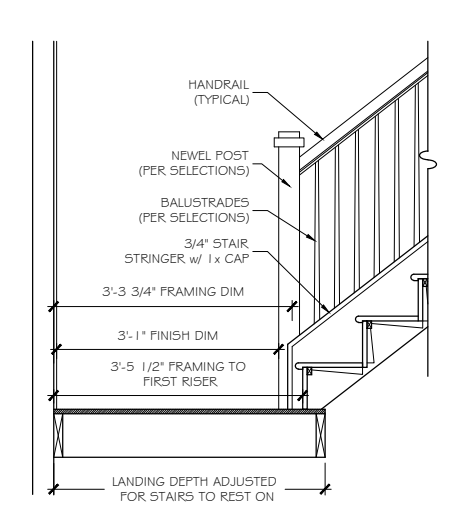 HANDRAIL
(TYPICAL)
NEWEL POST
(PER SELECTIONS)
BALUSTRADES
(PER SELECTIONS)
3/4" STAIR
STRINGER w/ 1x CAP
3'-3 3/4" FRAMING DIM
3'-1" FINISH DIM
3'-5 1/2" FRAMING TO
FIRST RISER
LANDING DEPTH ADJUSTED
FOR STAIRS TO REST ON